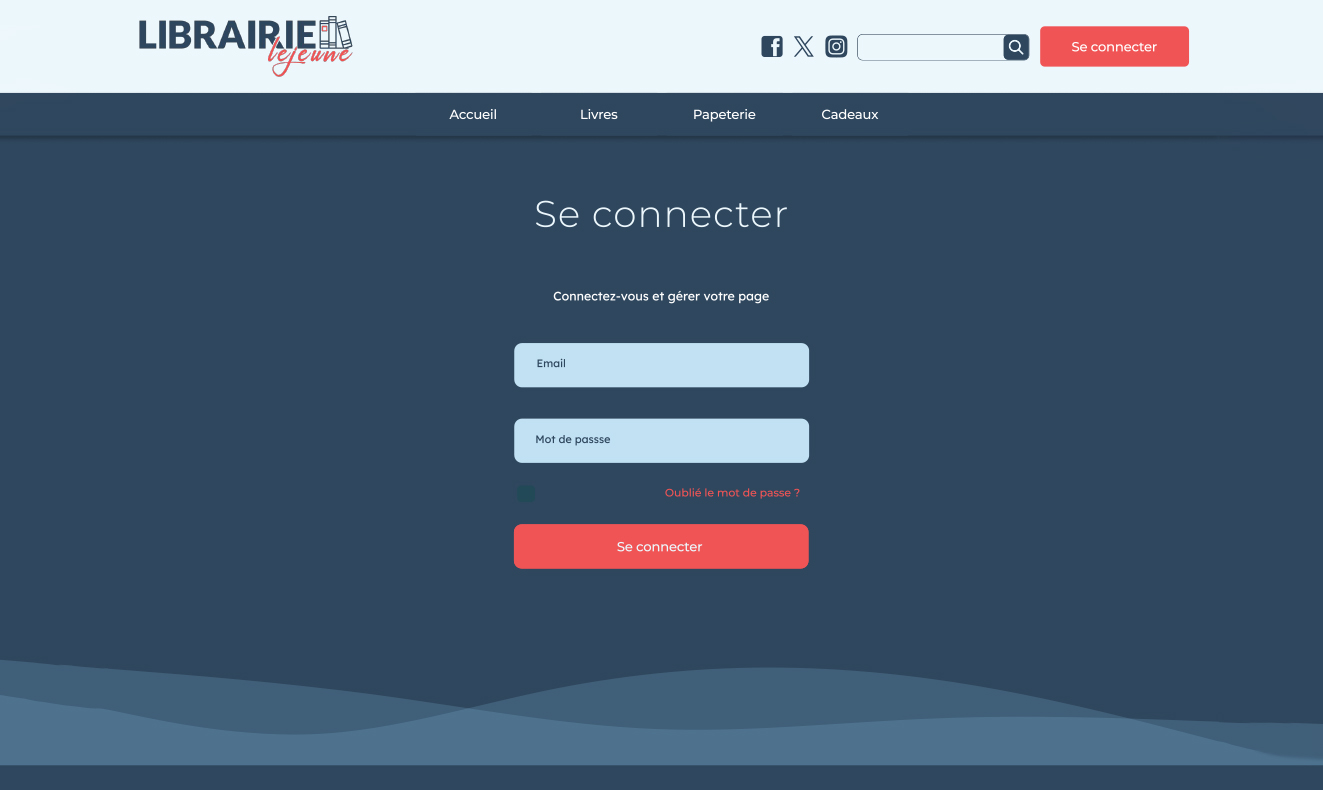 LIBRAIRIE
lejeune
Se connecter
Accueil Livres Papeterie Cadeaux
Se connecter
Connectez-vous et gérer votre page
Email
Mot de passse
Oublié le mot de passe ?
Se connecter